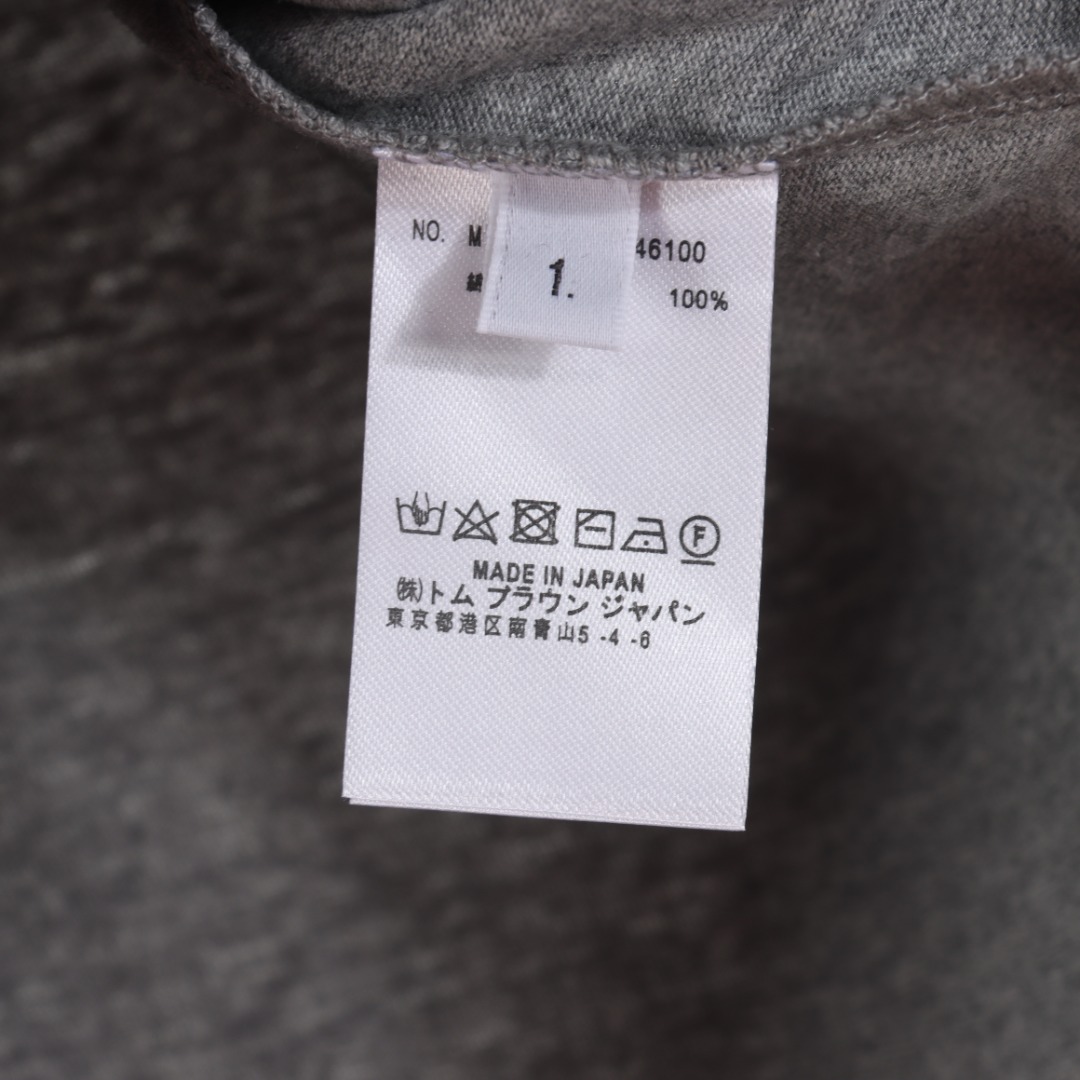 NO. M 46100
綿 100%
1.
F
MADE IN JAPAN
㈱トム ブラウン ジャパン
東京都港区南青山5 -4 -6